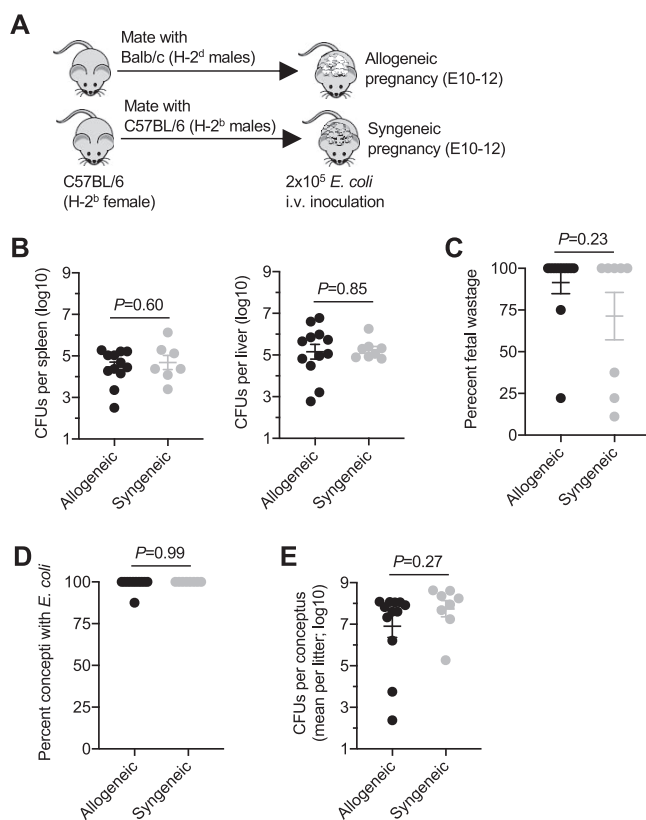 A
Mate with
Balb/c (H-2ᵈ males)
Allogeneic
pregnancy (E10-12)
Mate with
C57BL/6 (H-2ᵇ males)
Syngeneic
pregnancy (E10-12)
C57BL/6
(H-2ᵇ female)
2x10⁵ E. coli
i.v. inoculation
B
CFUs per spleen (log10)
9
7
5
3
1
P=0.60
Allogeneic
Syngeneic
CFUs per liver (log10)
9
7
5
3
1
P=0.85
Allogeneic
Syngeneic
C
Perecent fetal wastage
100
75
50
25
0
P=0.23
Allogeneic
Syngeneic
D
Percent concepti with E. coli
100
75
50
25
0
P=0.99
Allogeneic
Syngeneic
E
CFUs per conceptus
(mean per litter; log10)
9
7
5
3
1
P=0.27
Allogeneic
Syngeneic